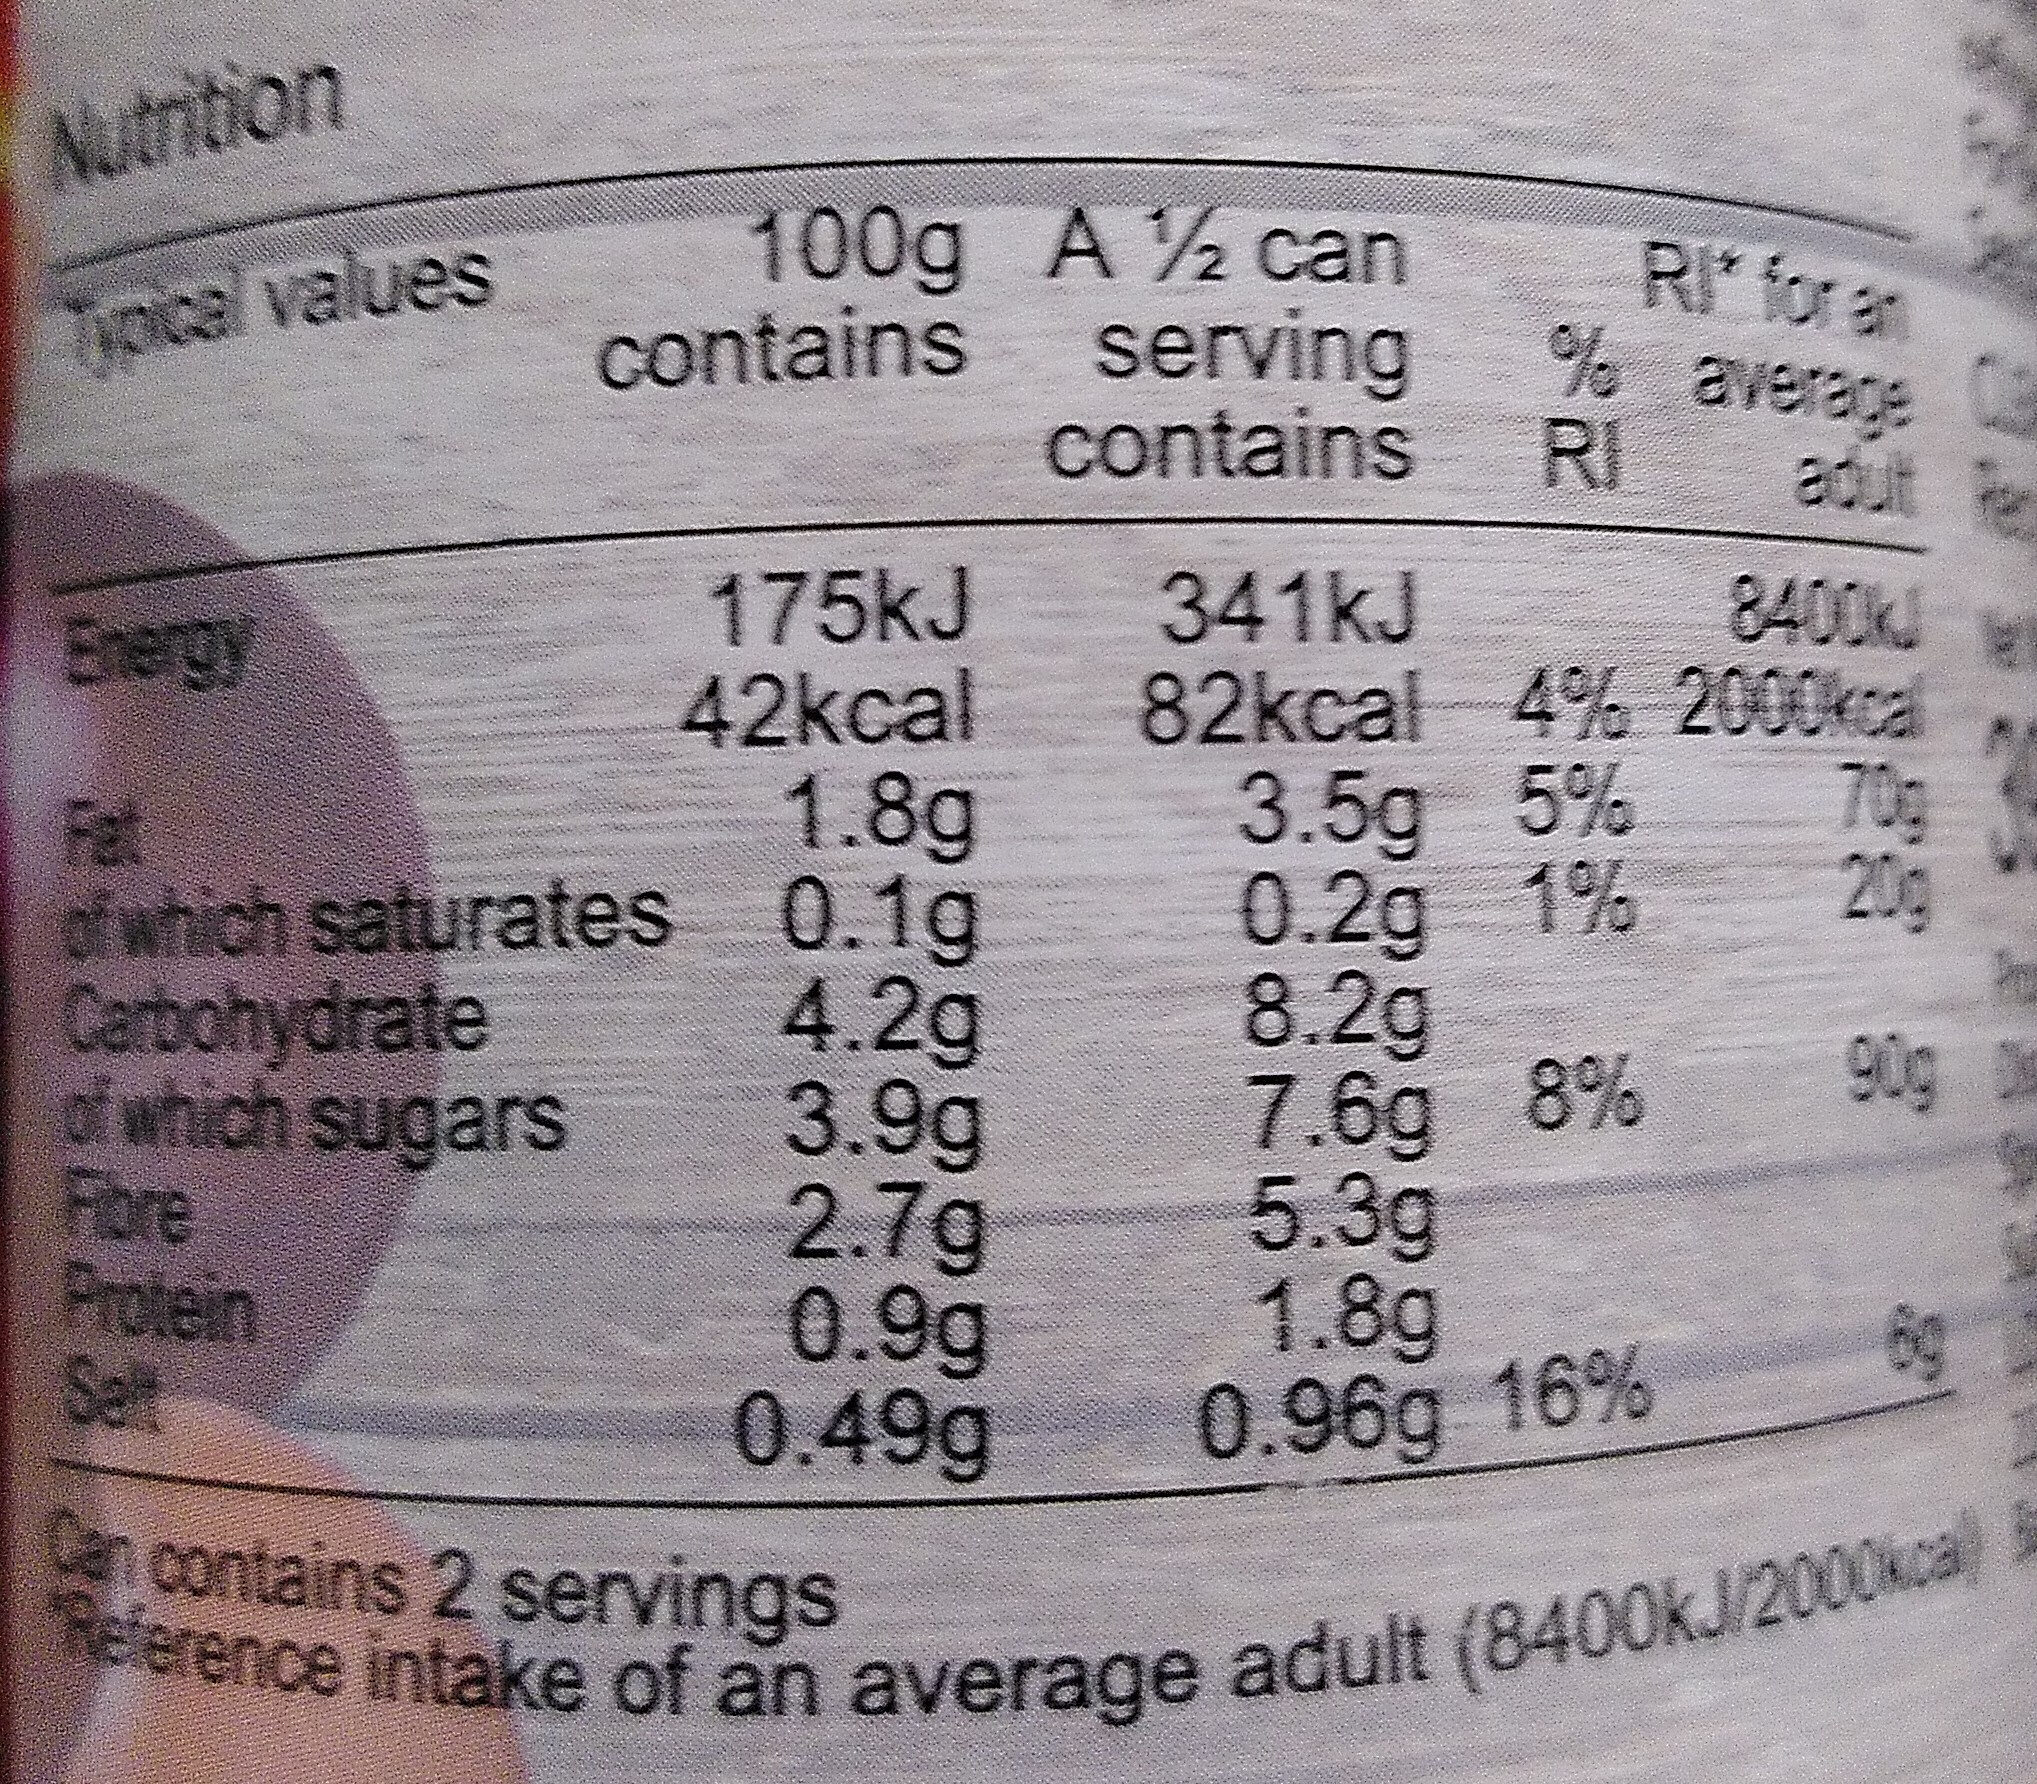 Nutrition
Typical values 100g A ½ can RI* for an
contains serving % average
contains RI adult
Energy 175kJ 341kJ 8400kJ
42kcal 82kcal 4% 2000kcal
Fat 1.8g 3.5g 5% 70g
of which saturates 0.1g 0.2g 1% 20g
Carbohydrate 4.2g 8.2g
of which sugars 3.9g 7.6g 8% 90g
Fibre 2.7g 5.3g
Protein 0.9g 1.8g
Salt 0.49g 0.96g 16% 6g
Can contains 2 servings
Reference intake of an average adult (8400kJ/2000kcal)